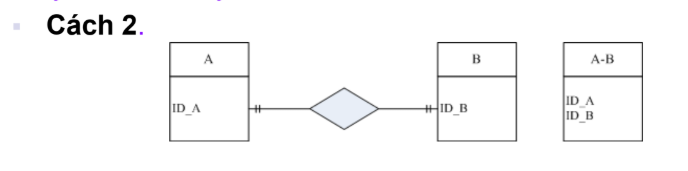 Cách 2.
A
B
A-B
ID_A
ID_B
ID_A
ID_B